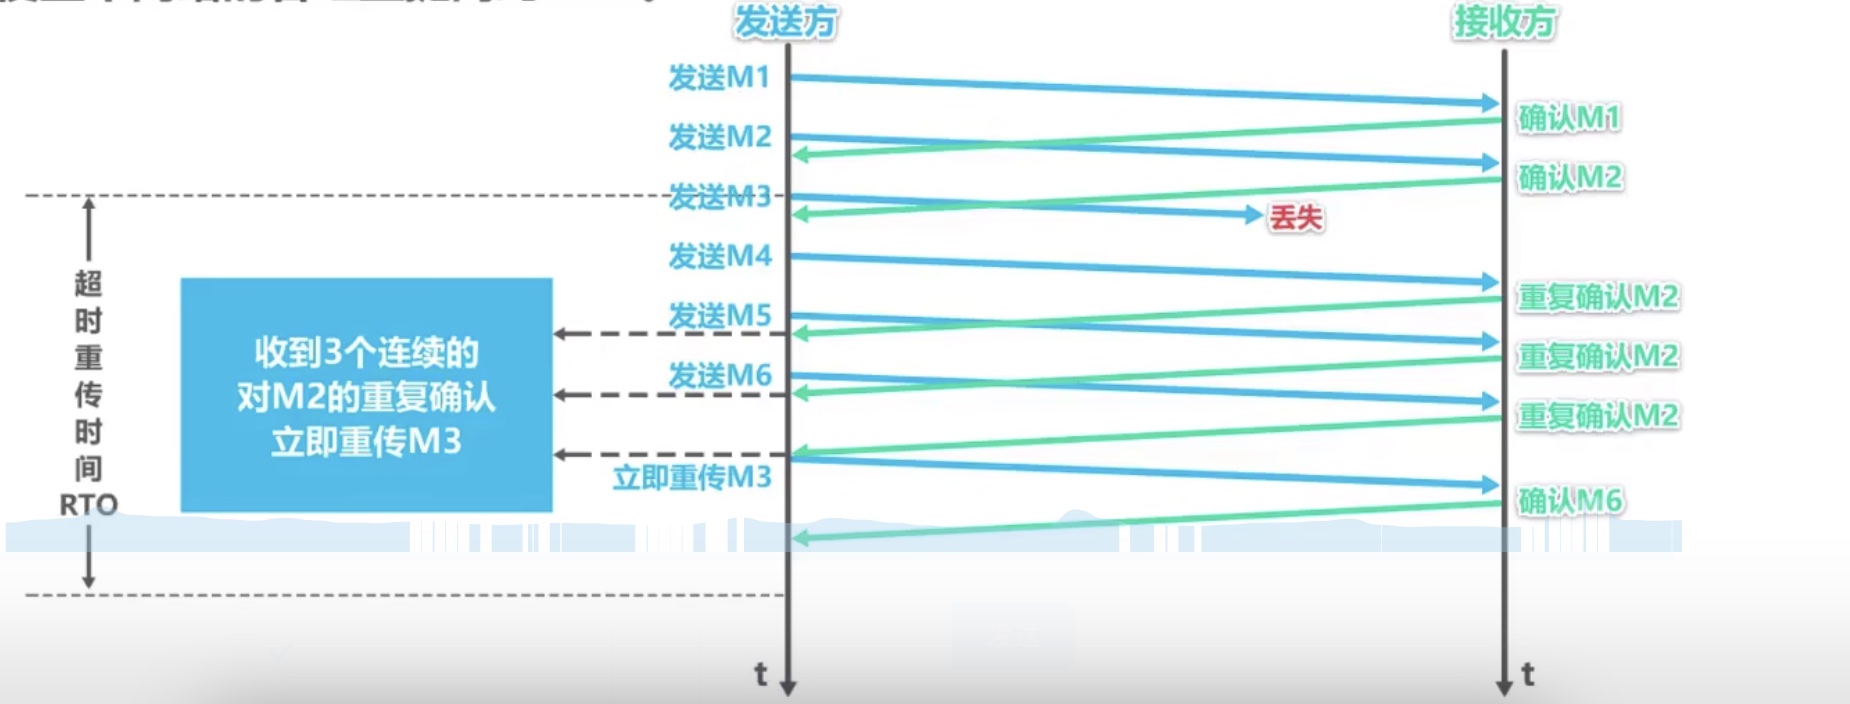 发送方
接收方
发送M1
确认M1
发送M2
确认M2
发送M3
丢失
发送M4
重复确认M2
发送M5
重复确认M2
发送M6
重复确认M2
立即重传M3
确认M6
超
时
重
传
时
间
RTO
收到3个连续的
对M2的重复确认
立即重传M3
t
t